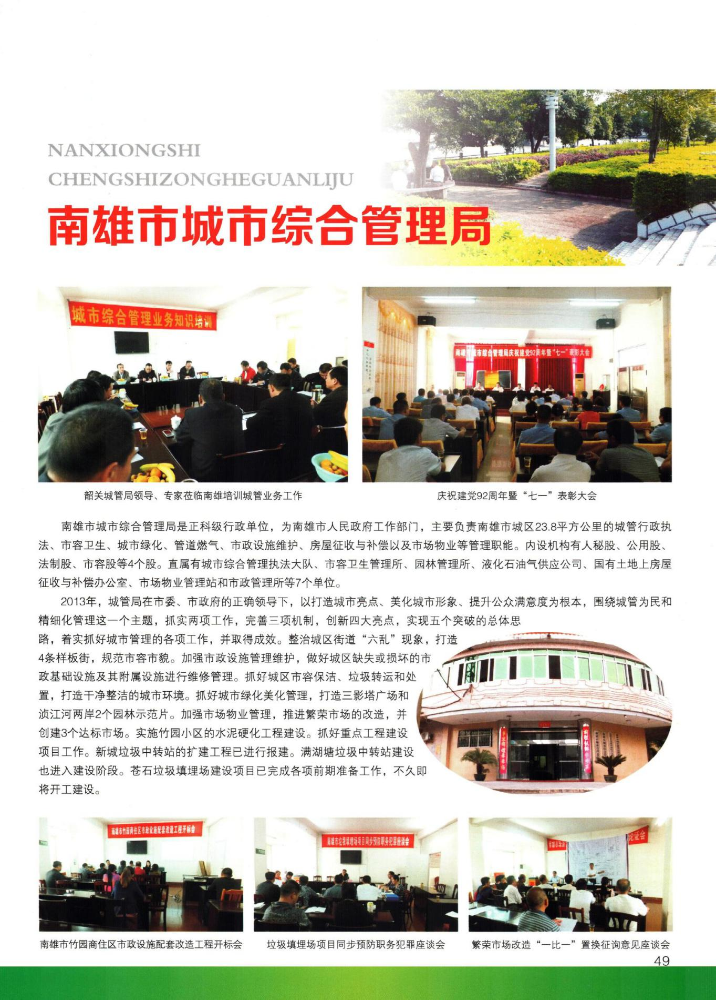 NANXIONGSHI
CHENGSHIZONGHEGUANLIJU
南雄市城市综合管理局
城市综合管理业务知识培训
南雄市城市综合管理局庆祝建党92周年暨“七一”表彰大会
韶关城管局领导、专家莅临南雄培训城管业务工作
庆祝建党92周年暨“七一”表彰大会
南雄市城市综合管理局是正科级行政单位，为南雄市人民政府工作部门，主要负责南雄市城区23.8平方公里的城管行政执
法、市容卫生、城市绿化、管道燃气、市政设施维护、房屋征收与补偿以及市场物业等管理职能。内设机构有人秘股、公用股、
法制股、市容股等4个股。直属有城市综合管理执法大队、市容卫生管理所、园林管理所、液化石油气供应公司、国有土地上房屋
征收与补偿办公室、市场物业管理站和市政管理所等7个单位。
2013年，城管局在市委、市政府的正确领导下，以打造城市亮点、美化城市形象、提升公众满意度为根本，围绕城管为民和
精细化管理这一个主题，抓实两项工作，完善三项机制，创新四大亮点，实现五个突破的总体思
路，着实抓好城市管理的各项工作，并取得成效。整治城区街道“六乱”现象，打造
4条样板街，规范市容市貌。加强市政设施管理维护，做好城区缺失或损坏的市
政基础设施及其附属设施进行维修管理。抓好城区市容保洁、垃圾转运和处
置，打造干净整洁的城市环境。抓好城市绿化美化管理，打造三影塔广场和
浈江河两岸2个园林示范片。加强市场物业管理，推进繁荣市场的改造，并
创建3个达标市场。实施竹园小区的水泥硬化工程建设。抓好重点工程建设
项目工作。新城垃圾中转站的扩建工程已进行报建。满湖塘垃圾中转站建设
也进入建设阶段。苍石垃圾填埋场建设项目已完成各项前期准备工作，不久即
将开工建设。
南雄市竹园商住区市政设施配套改造工程开标会
南雄市垃圾填埋场项目同步预防职务犯罪座谈会
论证会
南雄市竹园商住区市政设施配套改造工程开标会
垃圾填埋场项目同步预防职务犯罪座谈会
繁荣市场改造“一比一”置换征询意见座谈会
49